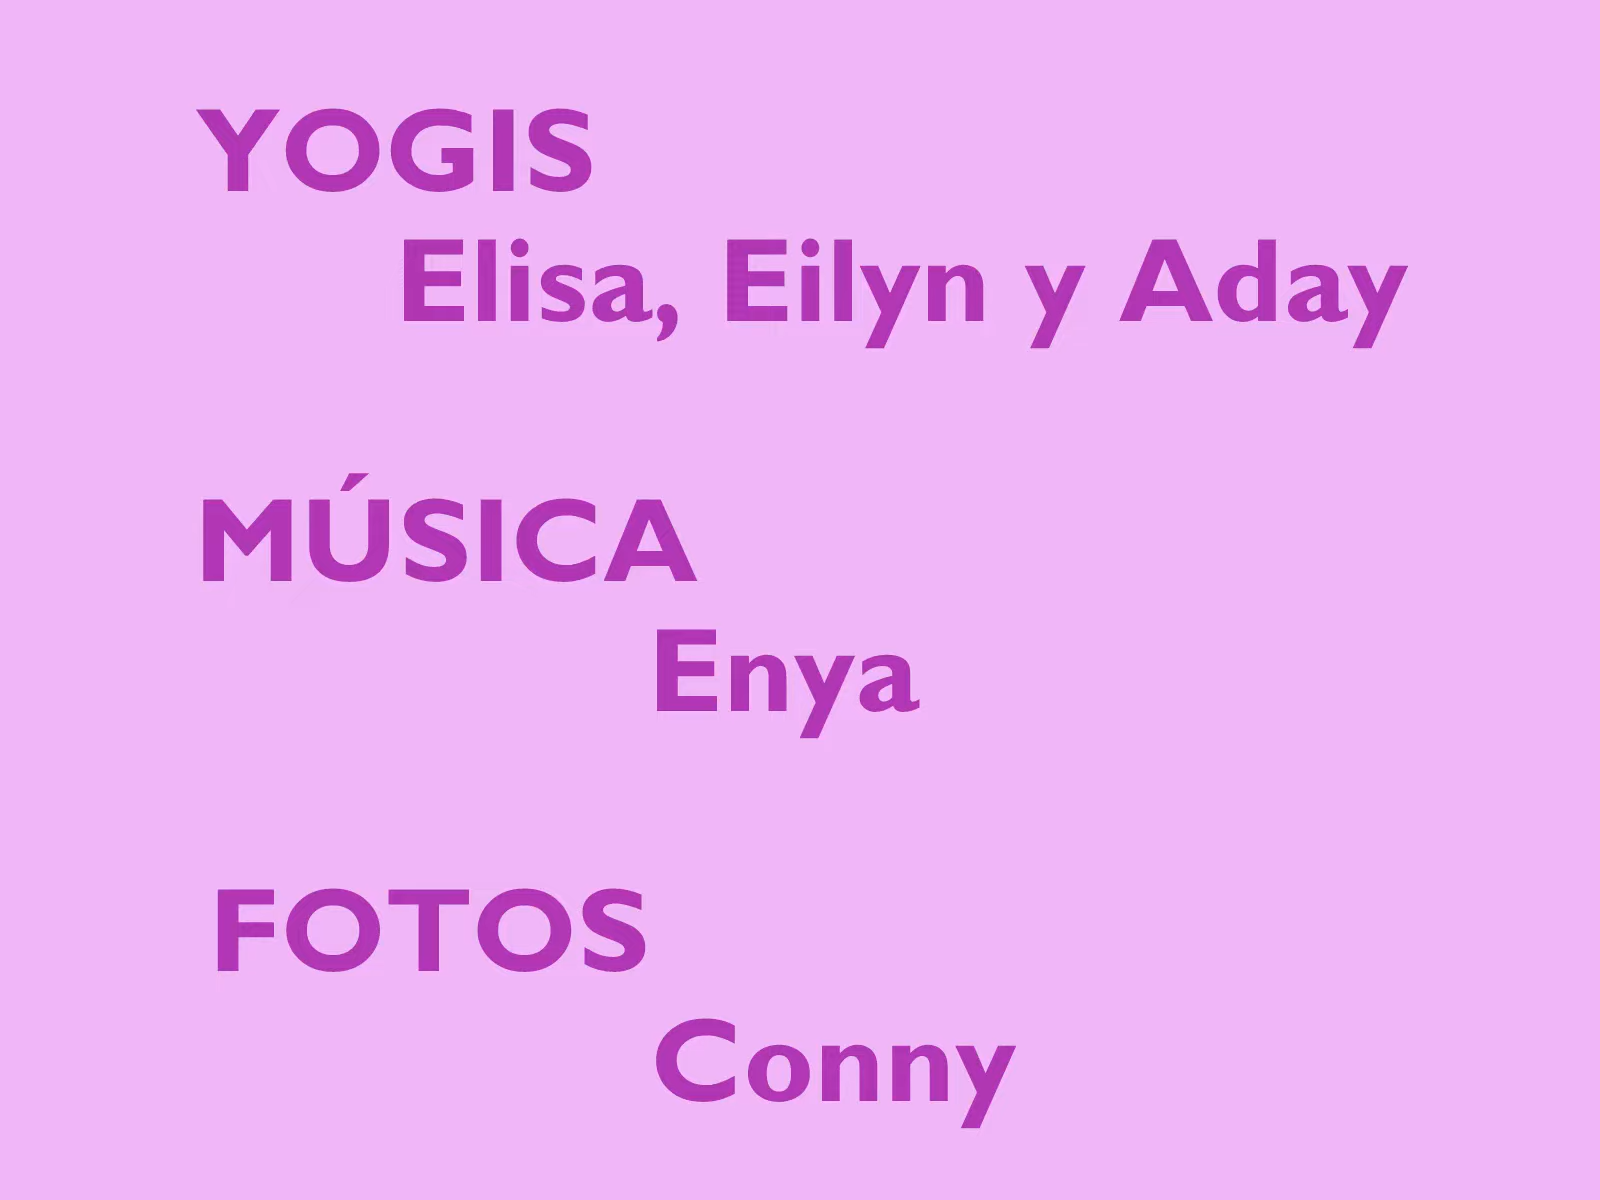 YOGIS
Elisa, Eilyn y Aday
MÚSICA
Enya
FOTOS
Conny